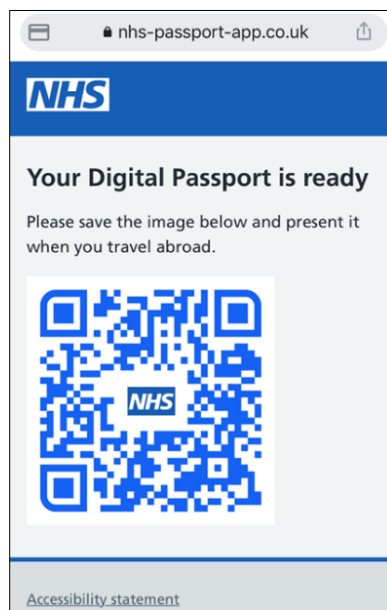 nhs-passport-app.co.uk
NHS
Your Digital Passport is ready
Please save the image below and present it
when you travel abroad.
NHS
Accessibility statement